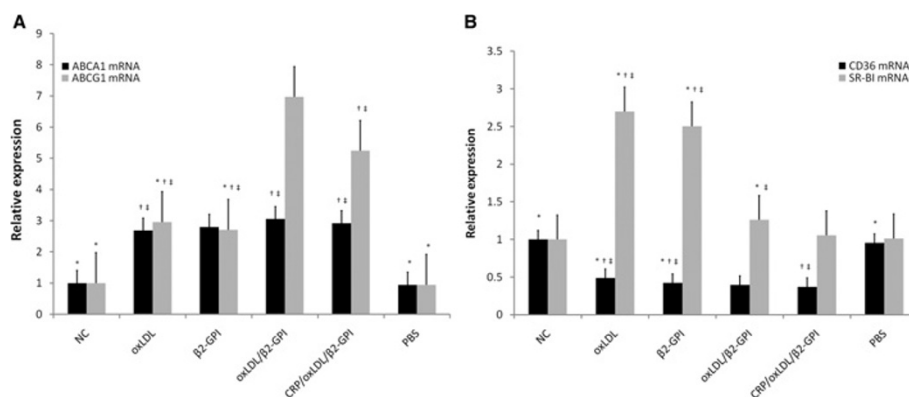 A
Relative expression
9
8
7
6
5
4
3
2
1
0
ABCA1 mRNA
ABCG1 mRNA
* *
† ‡ * † ‡
* † ‡
† ‡
† ‡ † ‡
* *
NC
oxLDL
β2-GPI
oxLDL/β2-GPI
CRP/oxLDL/β2-GPI
PBS
B
Relative expression
3.5
3
2.5
2
1.5
1
0.5
0
CD36 mRNA
SR-BI mRNA
*
* † ‡ * † ‡
* † ‡ * † ‡
* ‡
† ‡
*
NC
oxLDL
β2-GPI
oxLDL/β2-GPI
CRP/oxLDL/β2-GPI
PBS